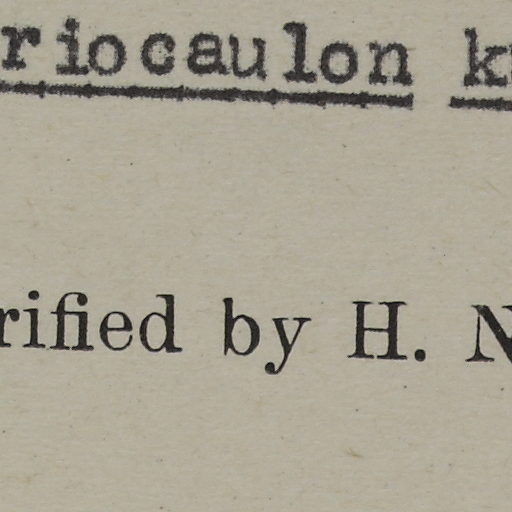 riocaulon k
rified by H. N